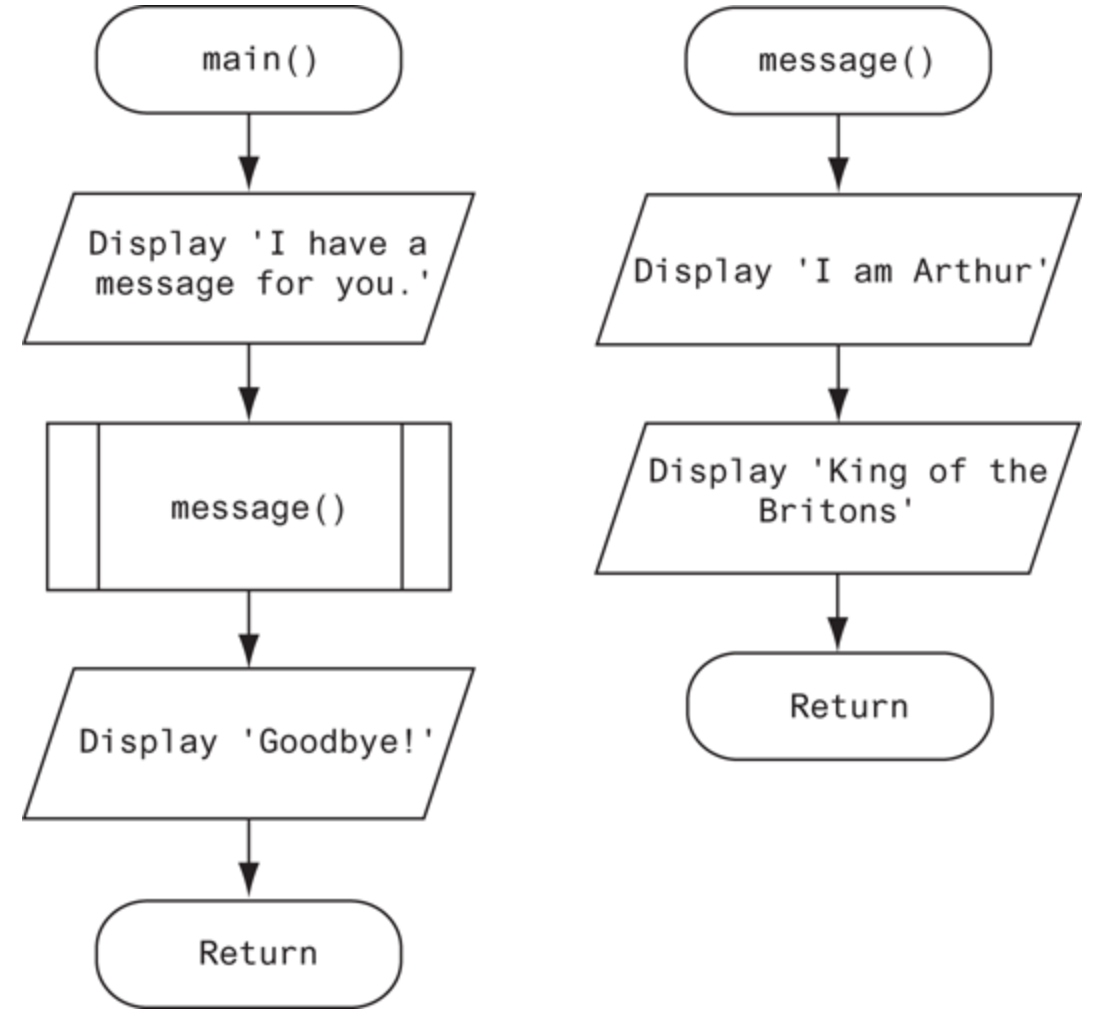 main()
Display 'I have a
message for you.'
message()
Display 'Goodbye!'
Return
message()
Display 'I am Arthur'
Display 'King of the
Britons'
Return